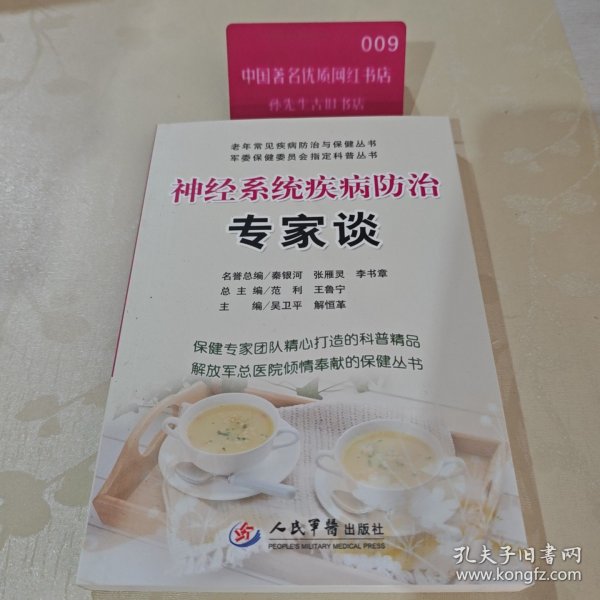 009
中国著名优质网红书店
孙先生古旧书店
老年常见疾病防治与保健丛书
军委保健委员会指定科普丛书
神经系统疾病防治
专家谈
名誉总编/秦银河 张雁灵 李书章
总主编/范 利 王鲁宁
主 编/吴卫平 解恒革
保健专家团队精心打造的科普精品
解放军总医院倾情奉献的保健丛书
人民军医出版社
PEOPLE'S MILITARY MEDICAL PRESS
孔夫子旧书网
www.kongfz.com